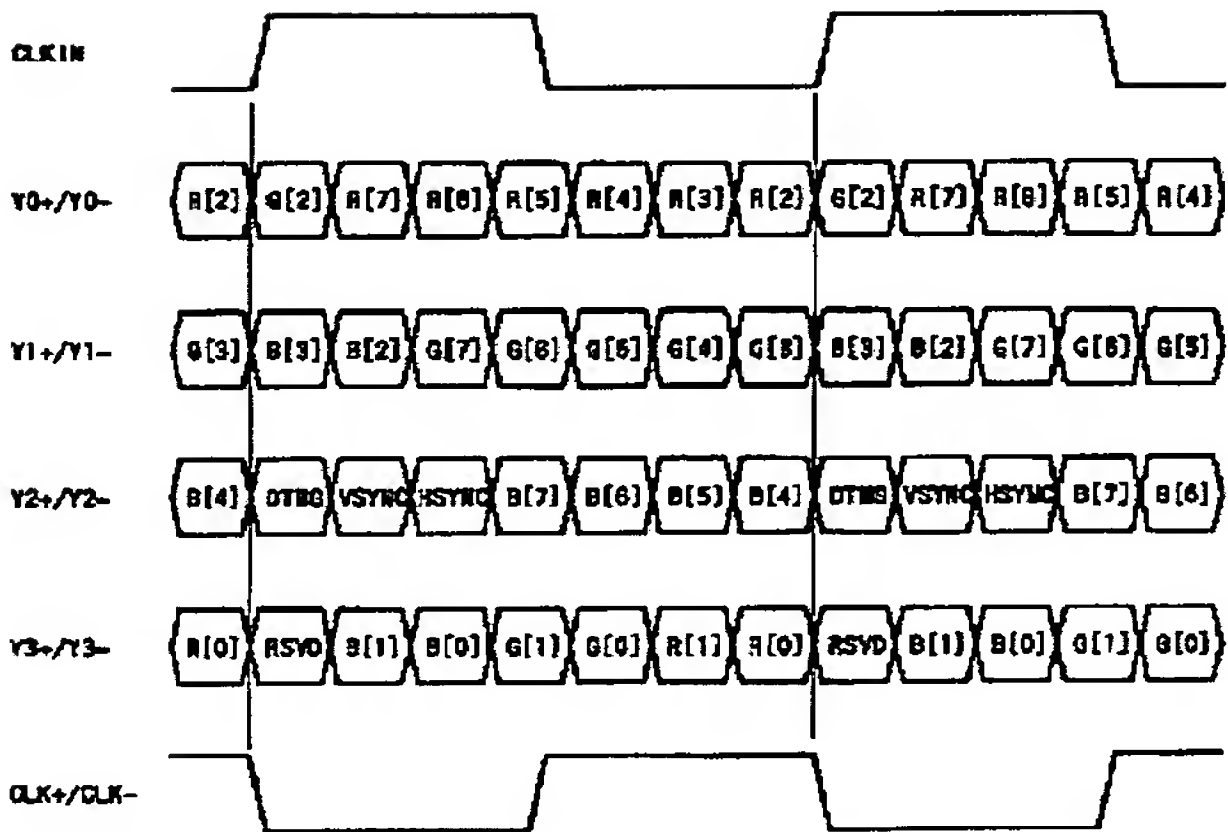 CLKIN
Y0+/Y0- R[2] G[2] R[7] R[6] R[5] R[4] R[3] R[2] G[2] R[7] R[6] R[5] R[4]
Y1+/Y1- G[3] B[3] B[2] G[7] G[6] G[5] G[4] G[3] B[3] B[2] G[7] G[6] G[5]
Y2+/Y2- B[4] DTMG VSYNC HSYNC B[7] B[6] B[5] B[4] DTMG VSYNC HSYNC B[7] B[6]
Y3+/Y3- R[0] RSVD B[1] B[0] G[1] G[0] R[1] R[0] RSVD B[1] B[0] G[1] G[0]
CLK+/CLK-